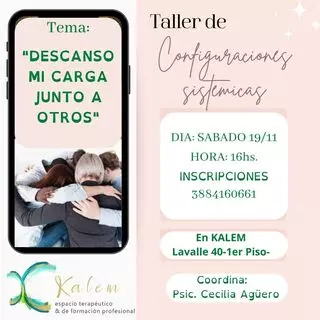 Tema:
"DESCANSO
MI CARGA
JUNTO A
OTROS"
Kalem
espacio terapéutico
& de formación profesional
Taller de
Configuraciones
sistemicas
DIA: SABADO 19/11
HORA: 16hs.
INSCRIPCIONES
3884160661
En KALEM
Lavalle 40-1er Piso-
Coordina:
Psic. Cecilia Agüero